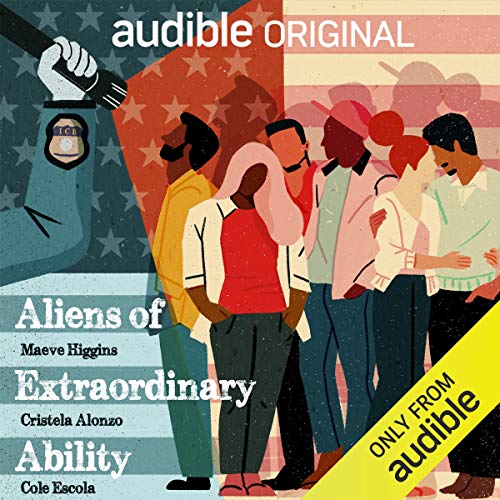 audible ORIGINAL
ICE
Aliens of
Maeve Higgins
Extraordinary
Cristela Alonzo
Ability
Cole Escola
ONLY FROM
audible